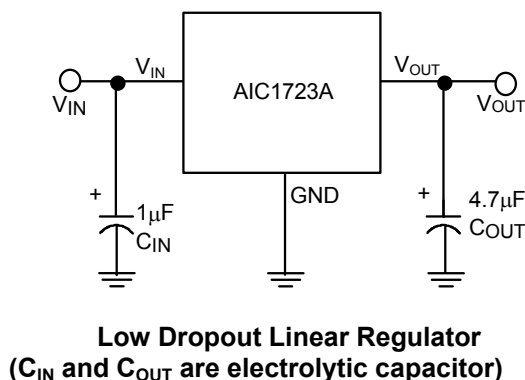 VIN
VIN
AIC1723A
VOUT
VOUT
GND
+
1μF
CIN
+
4.7μF
COUT
Low Dropout Linear Regulator
(CIN and COUT are electrolytic capacitor)